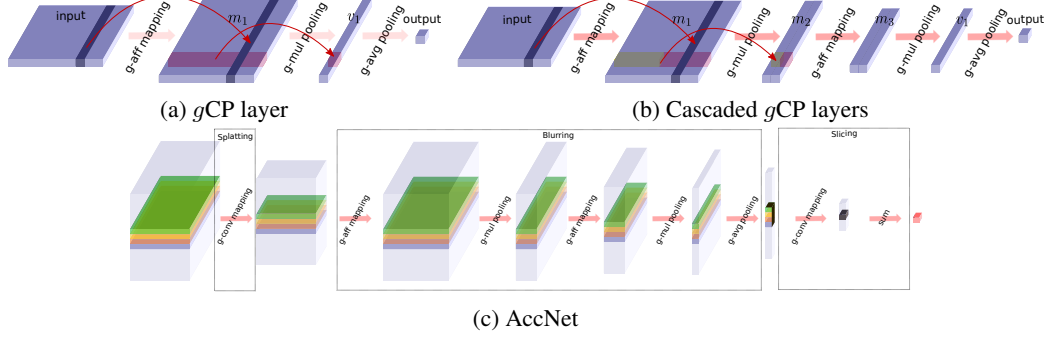 input
g-aff mapping
m₁
g-mul pooling
v₁
g-avg pooling
output
(a) gCP layer
input
g-aff mapping
m₁
g-mul pooling
m₂
g-aff mapping
m₃
g-mul pooling
v₁
g-avg pooling
output
(b) Cascaded gCP layers
Splatting
g-conv mapping
Blurring
g-aff mapping
g-mul pooling
g-aff mapping
g-mul pooling
g-avg pooling
Slicing
g-conv mapping
sum
(c) AccNet